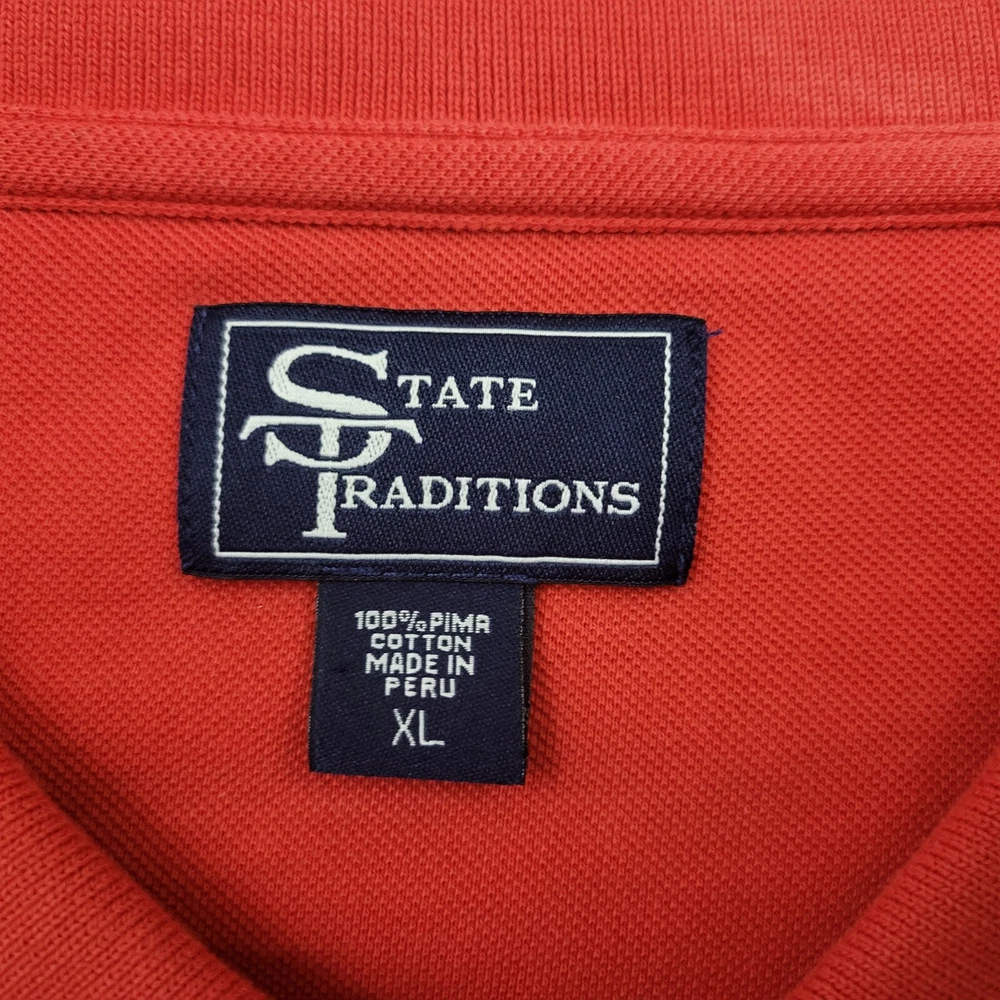 STATE
TRADITIONS
100% PIMA
COTTON
MADE IN
PERU
XL